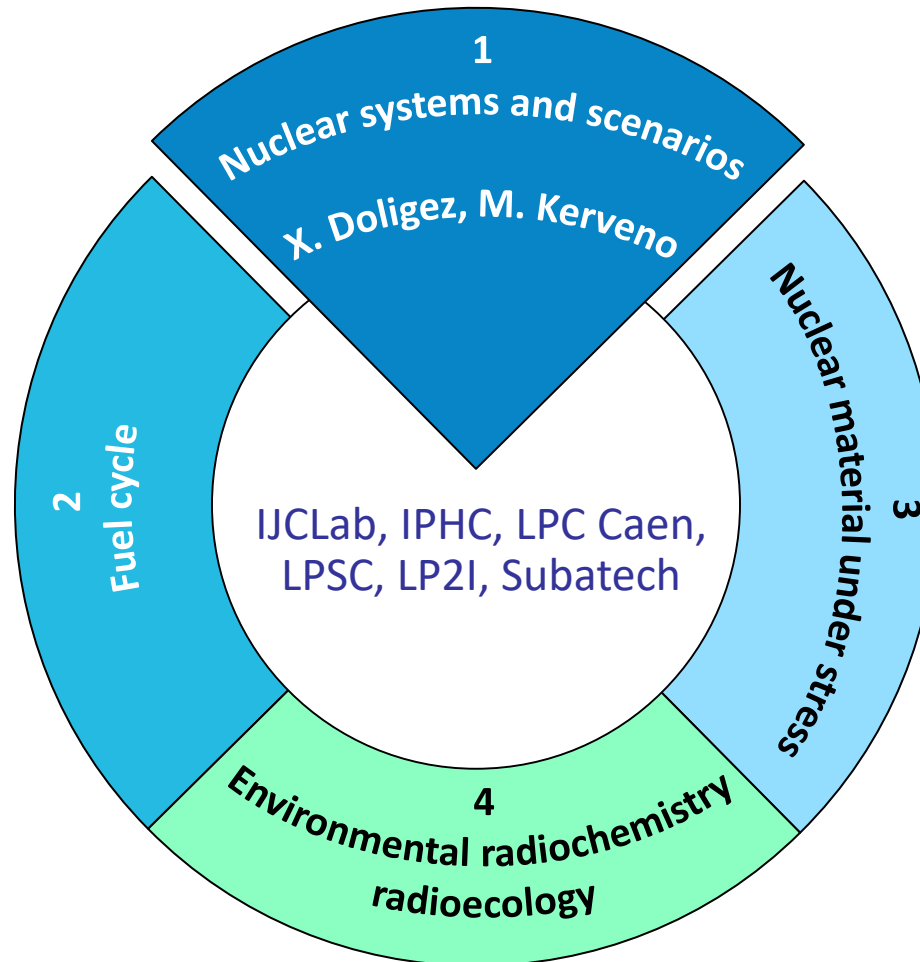 1
Nuclear systems and scenarios
X. Doligez, M. Kerveno
2
Fuel cycle
IJCLab, IPHC, LPC Caen,
LPSC, LP2I, Subatech
3
Nuclear material under stress
4
Environmental radiochemistry
radioecology